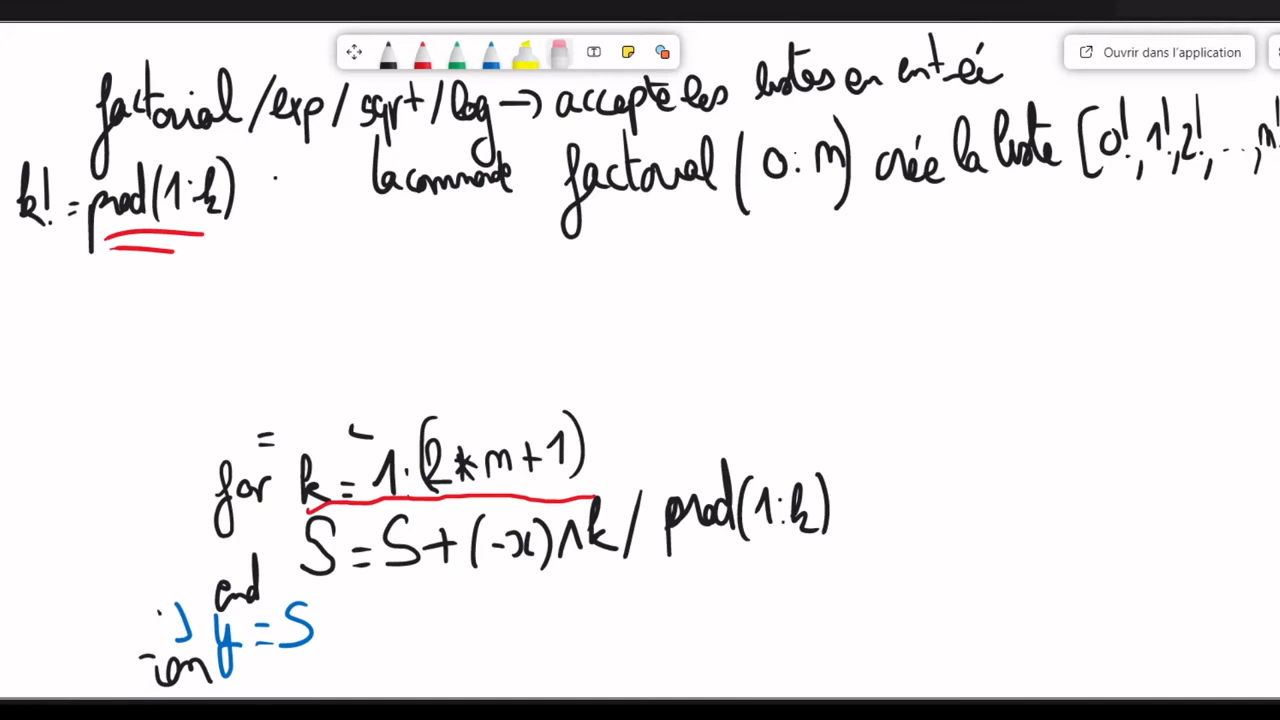 Ouvrir dans l'application
factorial / exp / sqrt / log → accepte les listes en entrée
k! = prod(1:k)
la commande factorial (0:n) crée la liste [0!, 1!, 2!, ..., n!
=
for k = 1:(2*m+1)
S = S + (-x)^k / prod(1:k)
end
y = S